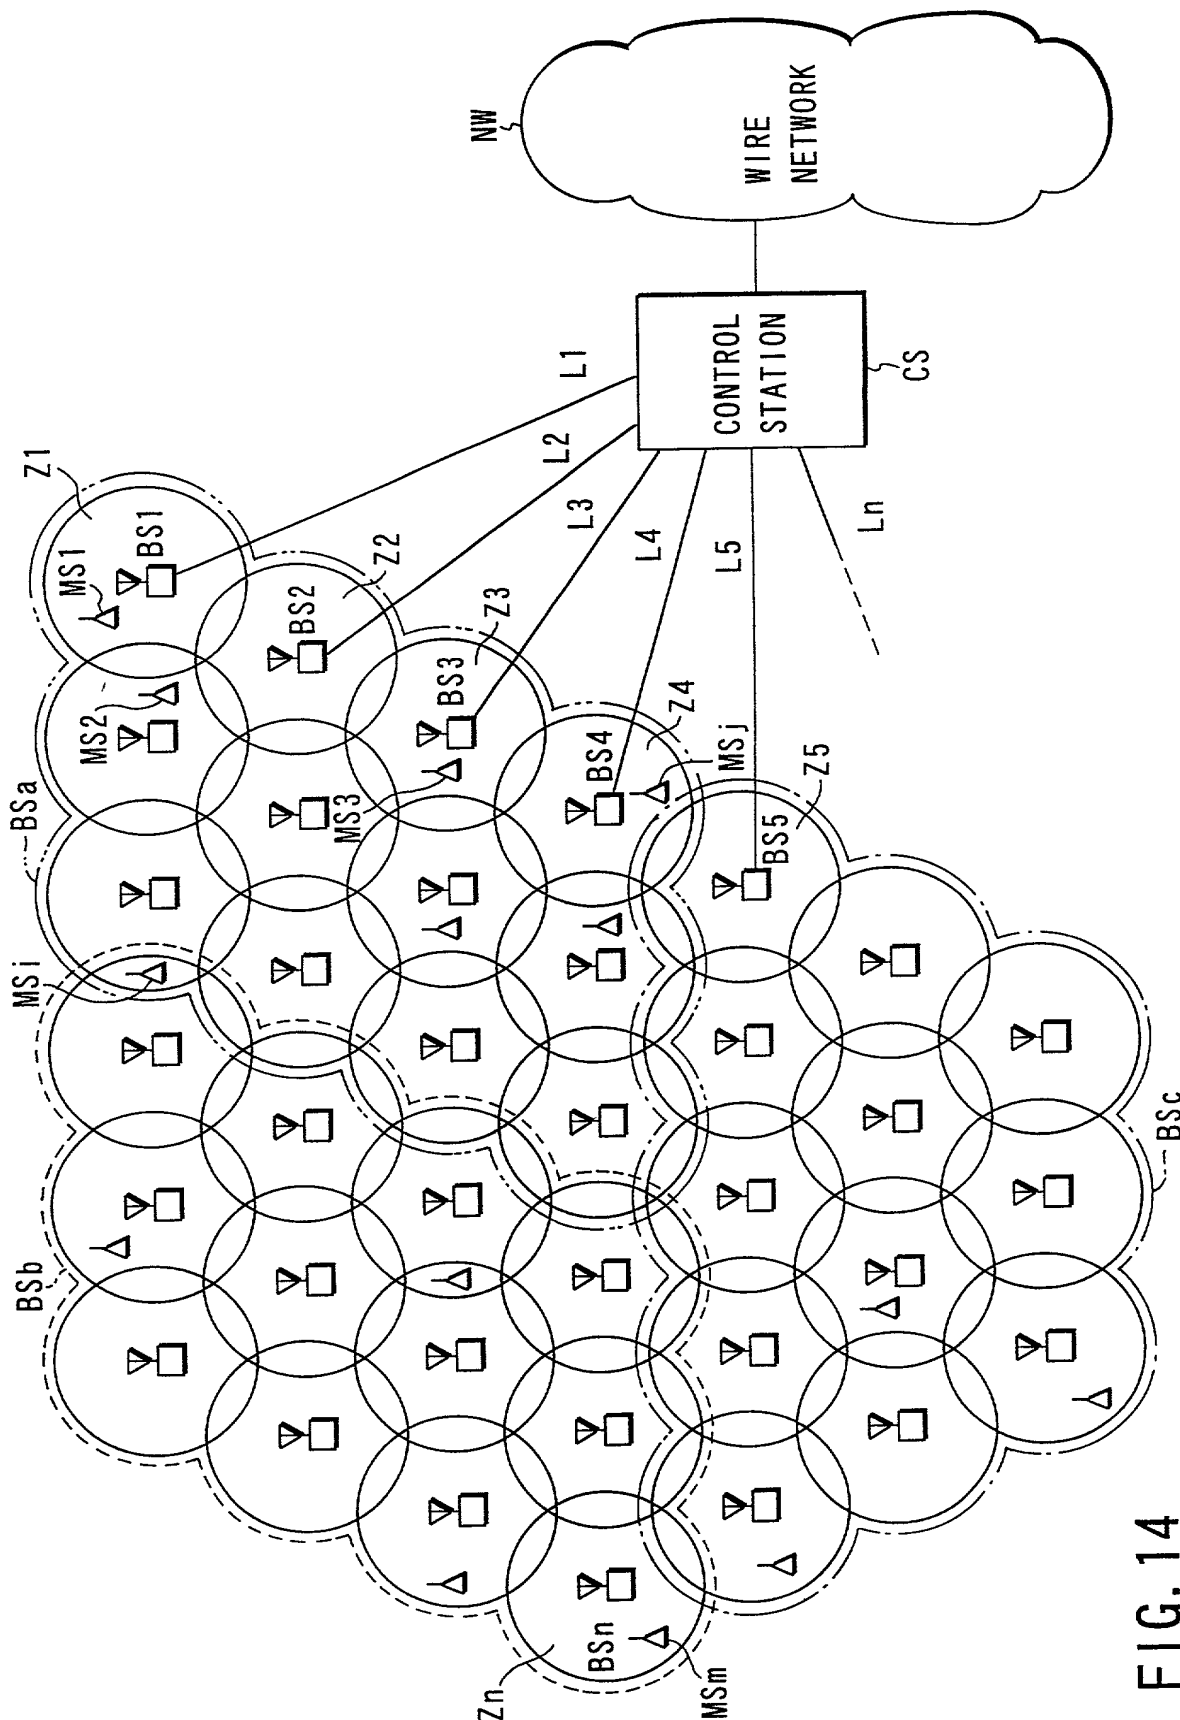 NW
WIRE
NETWORK
CONTROL
STATION
CS
L1
L2
L3
L4
L5
Ln
Z1
MS1
BS1
MS2
Z2
BS2
BSa
Z3
BS3
MS3
Z4
BS4
MSj
Z5
BS5
MSi
BSb
BSc
Zn
BSn
MSm
FIG. 14